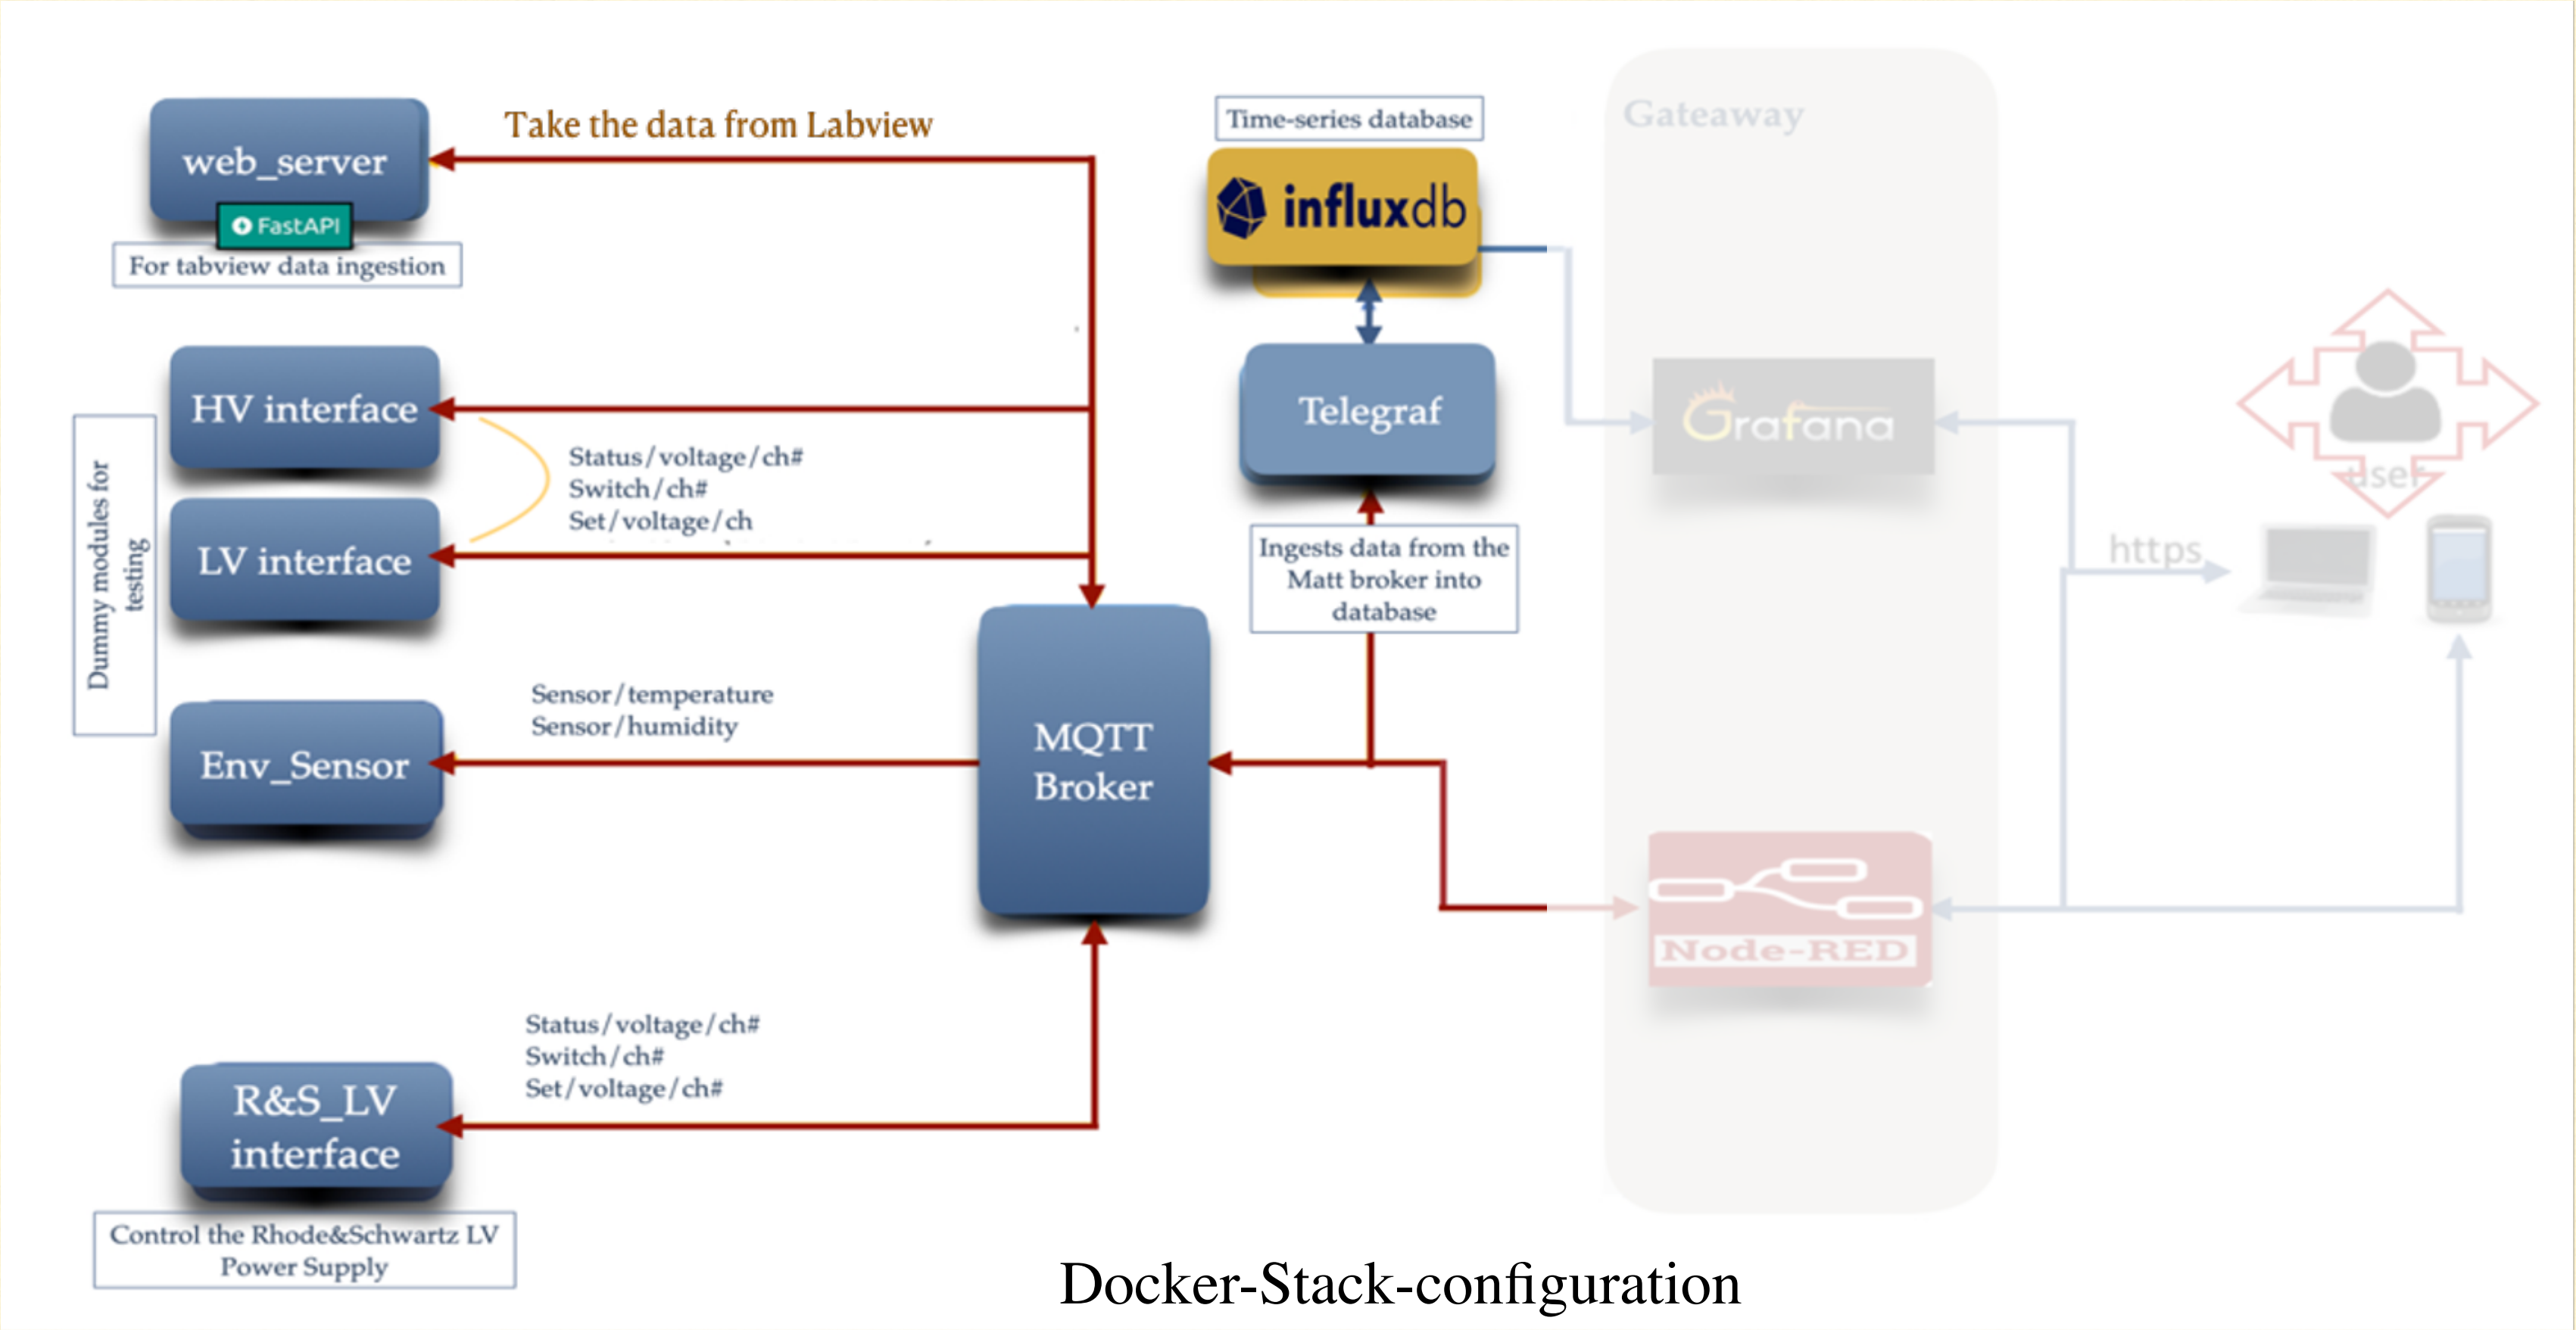 Take the data from Labview
web_server
FastAPI
For tabview data ingestion
HV interface
LV interface
Dummy modules for
testing
Status/voltage/ch#
Switch/ch#
Set/voltage/ch
Env_Sensor
Sensor/temperature
Sensor/humidity
MQTT
Broker
R&S_LV
interface
Status/voltage/ch#
Switch/ch#
Set/voltage/ch#
Control the Rhode&Schwartz LV
Power Supply
Time-series database
influxdb
Telegraf
Ingests data from the
Matt broker into
database
Gateaway
Grafana
Node-RED
user
https
Docker-Stack-configuration